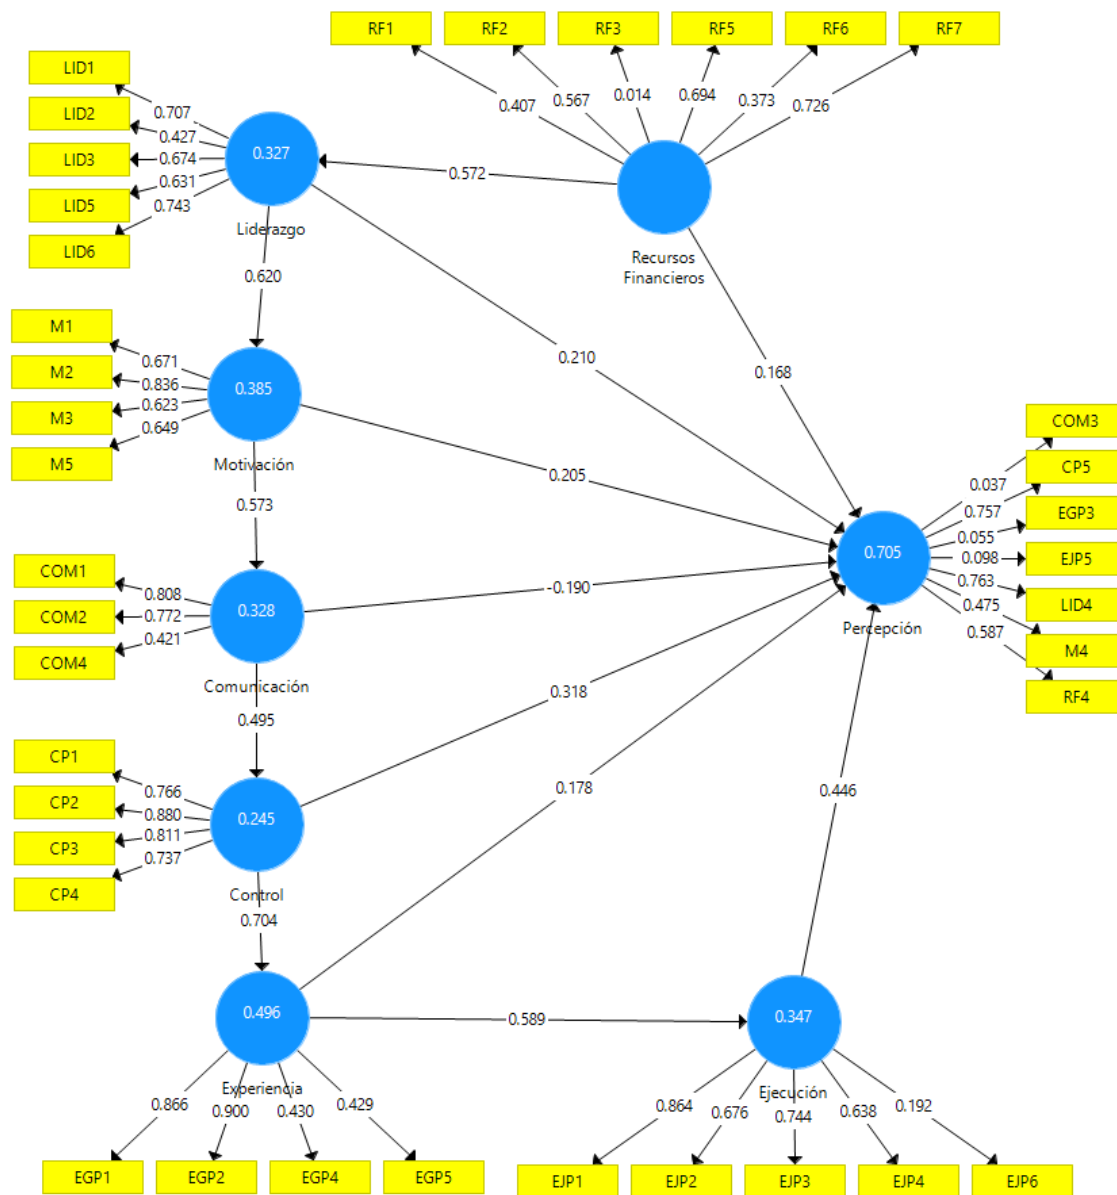 RF1
RF2
RF3
RF5
RF6
RF7
0.407
0.567
0.014
0.694
0.373
0.726
LID1
LID2
LID3
LID5
LID6
0.707
0.427
0.674
0.631
0.743
0.327
Liderazgo
0.572
Recursos
Financieros
0.620
0.210
0.168
M1
M2
M3
M5
0.671
0.836
0.623
0.649
0.385
Motivación
0.205
0.573
COM3
CP5
EGP3
EJP5
LID4
M4
RF4
0.037
0.757
0.055
0.098
0.763
0.475
0.587
0.705
Percepción
COM1
COM2
COM4
0.808
0.772
0.421
0.328
Comunicación
-0.190
0.495
0.318
CP1
CP2
CP3
CP4
0.766
0.880
0.811
0.737
0.245
Control
0.178
0.446
0.704
0.496
Experiencia
0.589
0.347
Ejecución
0.866
0.900
0.430
0.429
0.864
0.676
0.744
0.638
0.192
EGP1
EGP2
EGP4
EGP5
EJP1
EJP2
EJP3
EJP4
EJP6